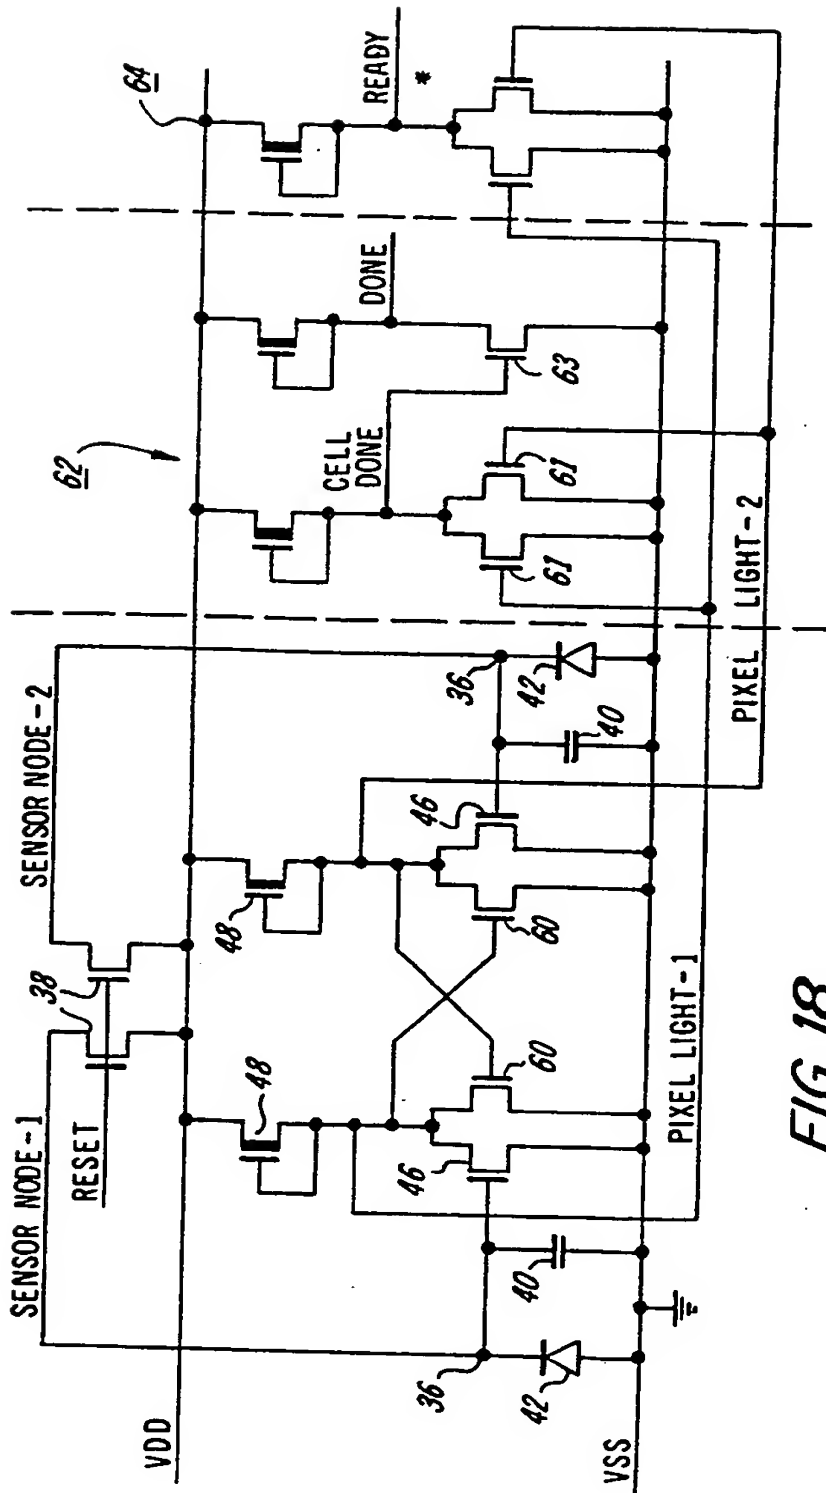 SENSOR NODE-1
SENSOR NODE-2
38
RESET
VDD
62
64
48
48
CELL
DONE
DONE
READY
*
36
46
60
60
46
36
61
61
63
40
42
40
42
VSS
PIXEL LIGHT-1
PIXEL LIGHT-2
FIG. 18